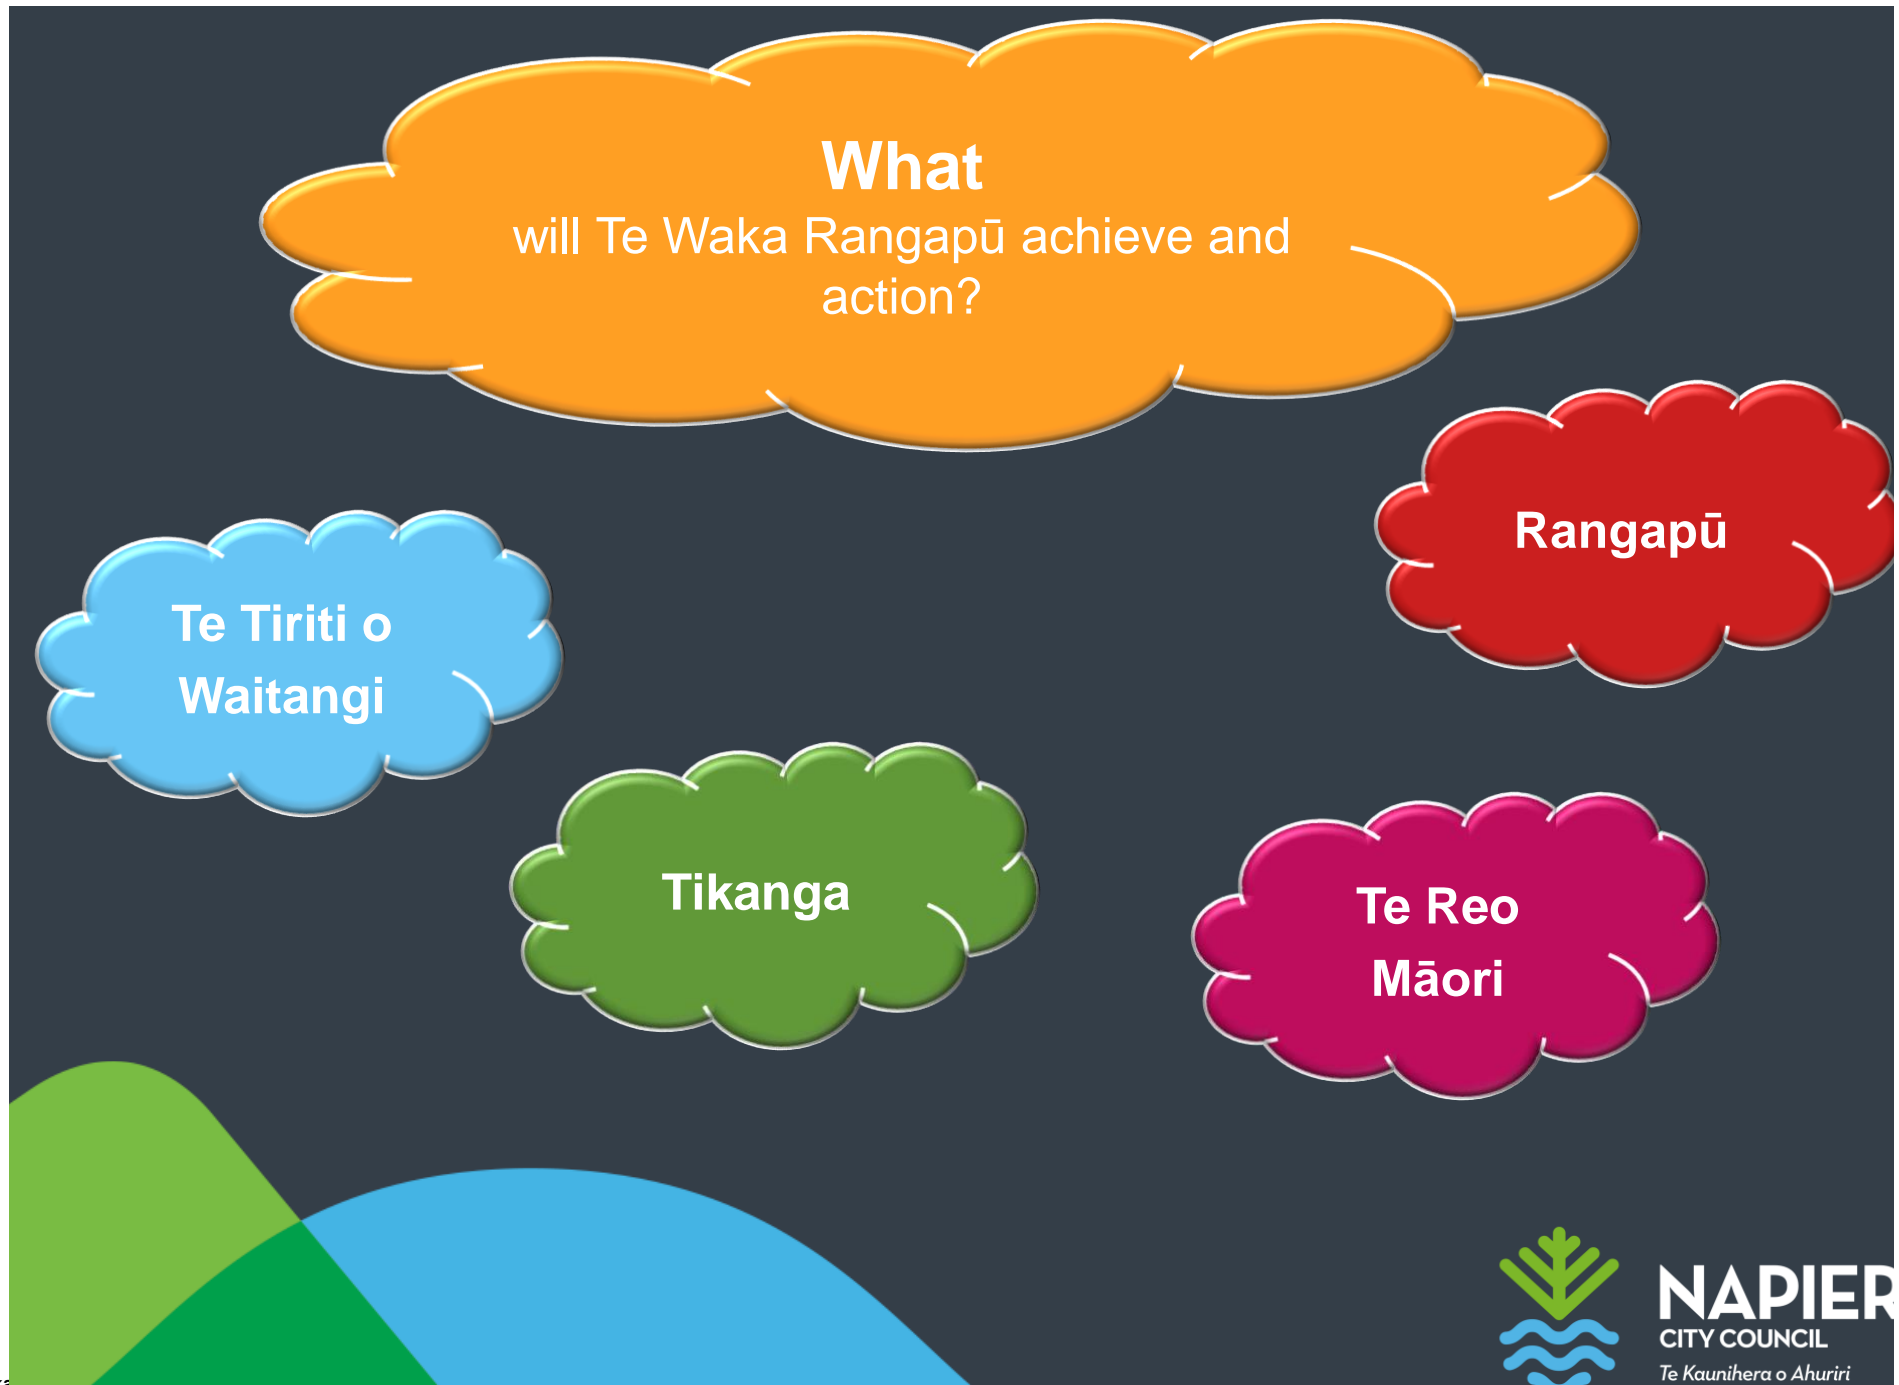 What
will Te Waka Rangapū achieve and
action?
Rangapū
Te Tiriti o
Waitangi
Tikanga
Te Reo
Māori
NAPIER
CITY COUNCIL
Te Kaunihera o Ahuriri